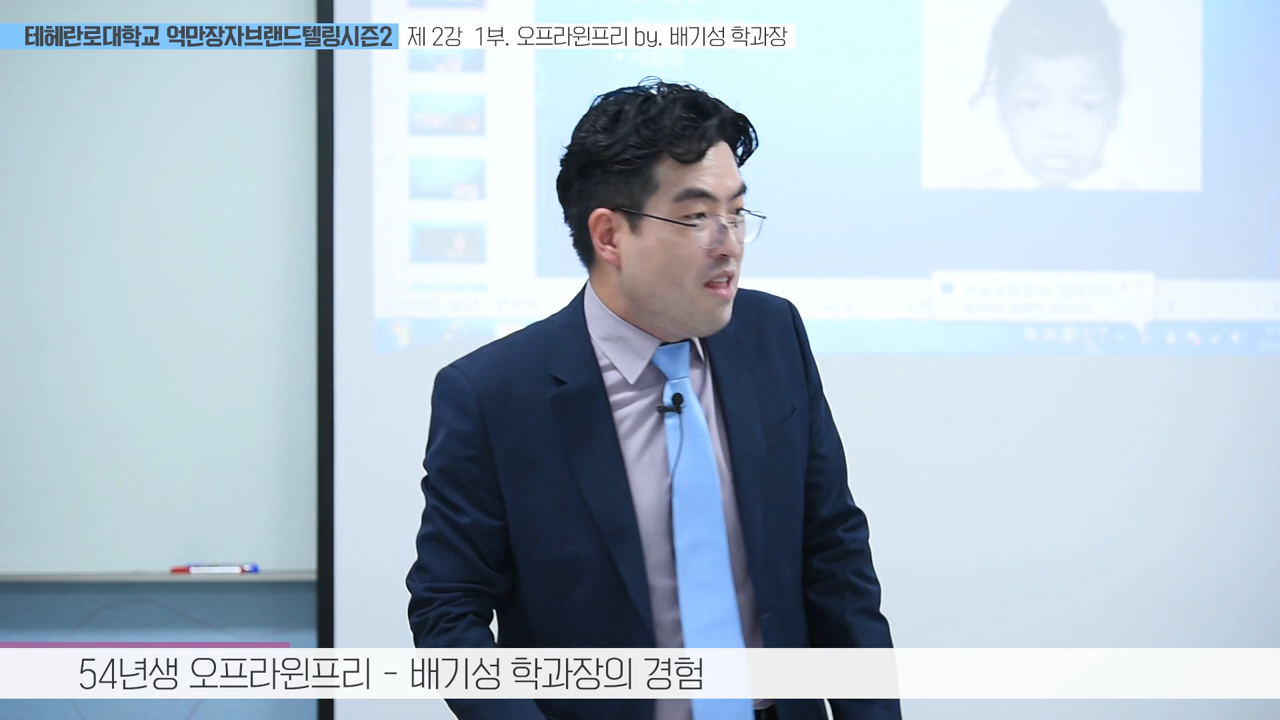 테헤란로대학교 억만장자브랜드텔링시즌2 제 2강 1부. 오프라윈프리 by. 배기성 학과장
54년생 오프라윈프리 - 배기성 학과장의 경험